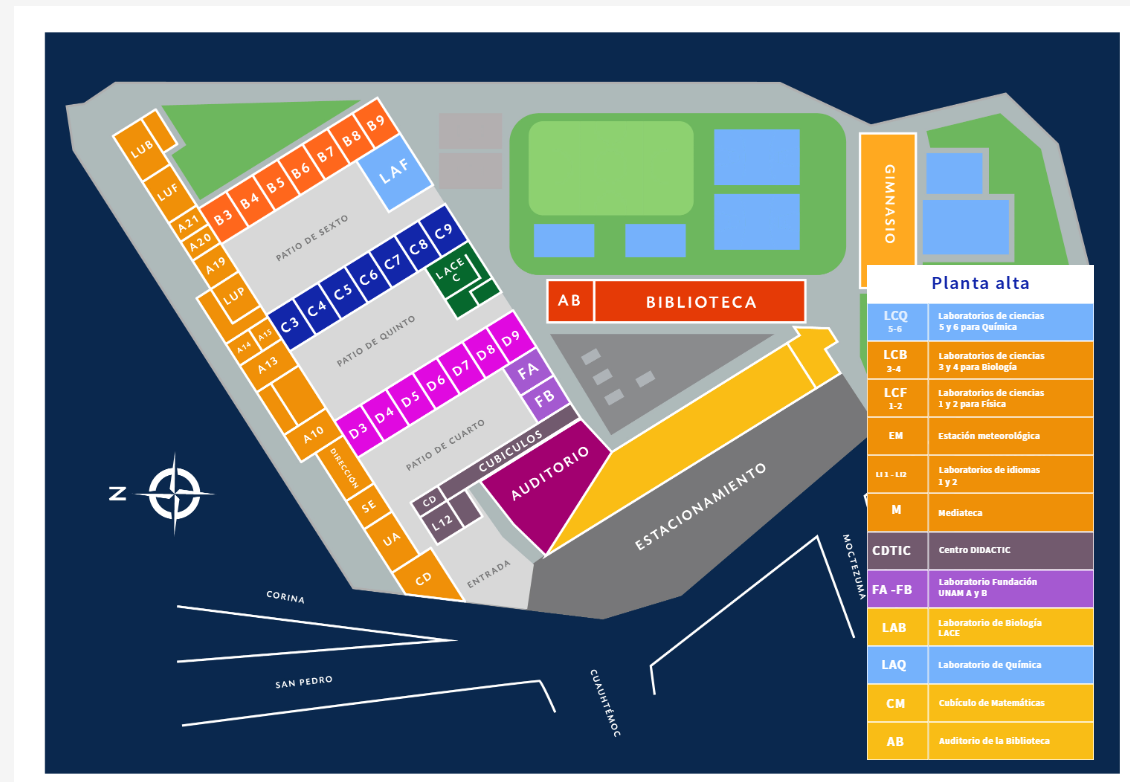 LUB
LUF
A21
A20
A19
LUP
A14
A15
A13
A10
DIRECCIÓN
SE
UA
CD
B3
B4
B5
B6
B7
B8
B9
LAF
PATIO DE SEXTO
C3
C4
C5
C6
C7
C8
C9
LACE
C
PATIO DE QUINTO
D3
D4
D5
D6
D7
D8
D9
FA
FB
PATIO DE CUARTO
CUBICULOS
CD
L12
AUDITORIO
ENTRADA
ESTACIONAMIENTO
AB
BIBLIOTECA
GIMNASIO
N
CORINA
SAN PEDRO
CUAUHTÉMOC
MOCTEZUMA
Planta alta
LCQ
5-6
Laboratorios de ciencias
5 y 6 para Química
LCB
3-4
Laboratorios de ciencias
3 y 4 para Biología
LCF
1-2
Laboratorios de ciencias
1 y 2 para Física
EM
Estación meteorológica
LI 1 - LI2
Laboratorios de idiomas
1 y 2
M
Mediateca
CDTIC
Centro DIDACTIC
FA -FB
Laboratorio Fundación
UNAM A y B
LAB
Laboratorio de Biología
LACE
LAQ
Laboratorio de Química
CM
Cubículo de Matemáticas
AB
Auditorio de la Biblioteca